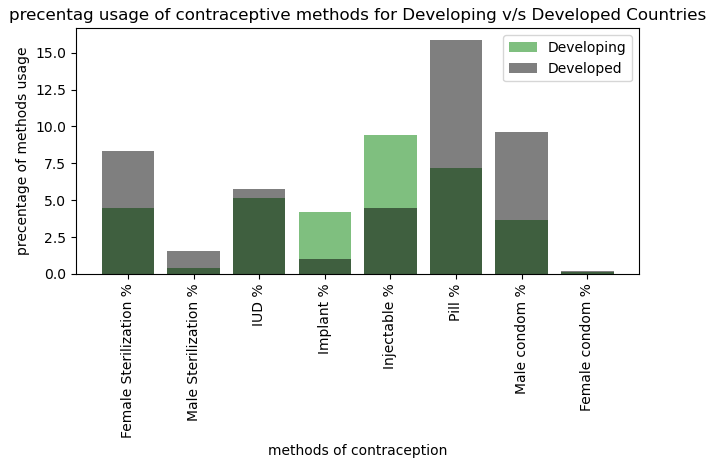 precentag usage of contraceptive methods for Developing v/s Developed Countries
Developing
Developed
precentage of methods usage
15.0
12.5
10.0
7.5
5.0
2.5
0.0
Female Sterilization %
Male Sterilization %
IUD %
Implant %
Injectable %
Pill %
Male condom %
Female condom %
methods of contraception